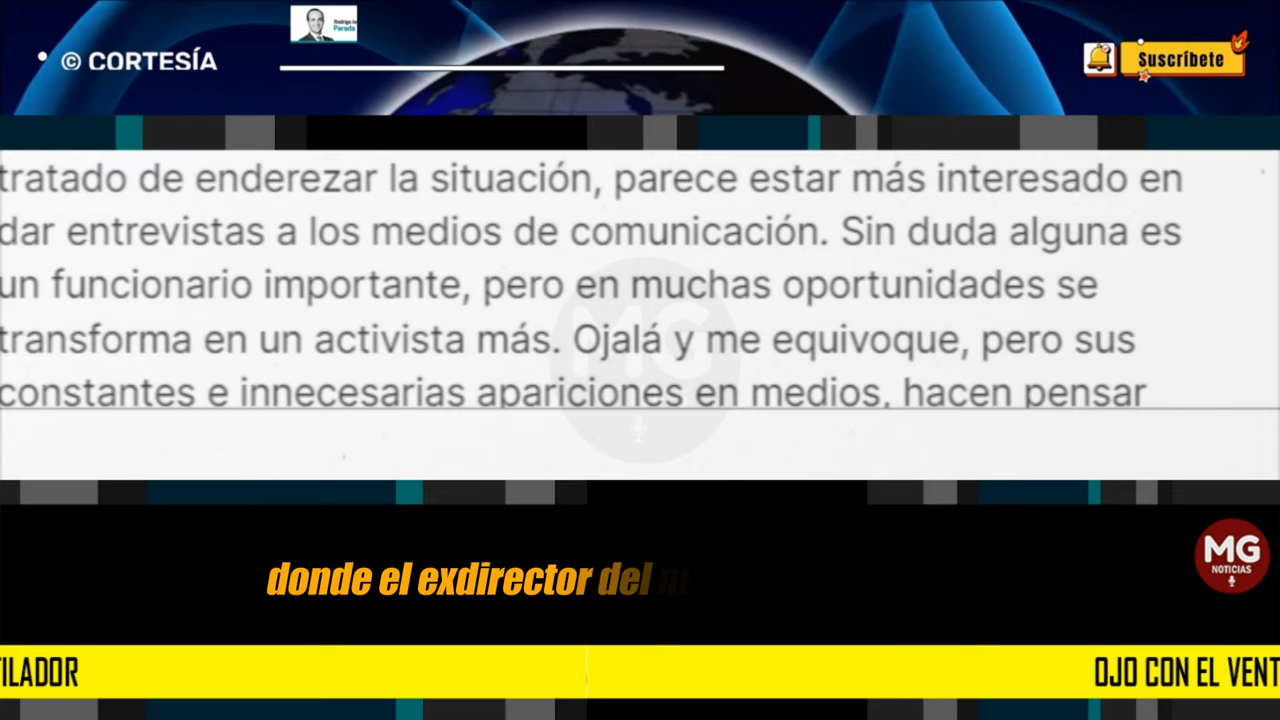 Rodrigo
Parada
© CORTESÍA
Suscríbete
tratado de enderezar la situación, parece estar más interesado en
dar entrevistas a los medios de comunicación. Sin duda alguna es
un funcionario importante, pero en muchas oportunidades se
transforma en un activista más. Ojalá y me equivoque, pero sus
constantes e innecesarias apariciones en medios, hacen pensar
MG
donde el exdirector del m
MG
NOTICIAS
TILADOR
OJO CON EL VENT